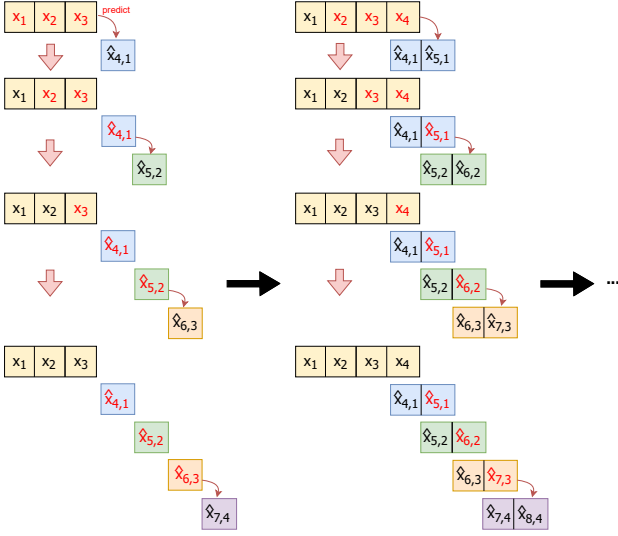 x₁ x₂ x₃ predict
x̂₄,₁
x₁ x₂ x₃
x̂₄,₁
x̂₅,₂
x₁ x₂ x₃
x̂₄,₁
x̂₅,₂
x̂₆,₃
x₁ x₂ x₃
x̂₄,₁
x̂₅,₂
x̂₆,₃
x̂₇,₄
x₁ x₂ x₃ x₄
x̂₄,₁ x̂₅,₁
x₁ x₂ x₃ x₄
x̂₄,₁ x̂₅,₁
x̂₅,₂ x̂₆,₂
x₁ x₂ x₃ x₄
x̂₄,₁ x̂₅,₁
x̂₅,₂ x̂₆,₂
x̂₆,₃ x̂₇,₃
x₁ x₂ x₃ x₄
x̂₄,₁ x̂₅,₁
x̂₅,₂ x̂₆,₂
x̂₆,₃ x̂₇,₃
x̂₇,₄ x̂₈,₄
...